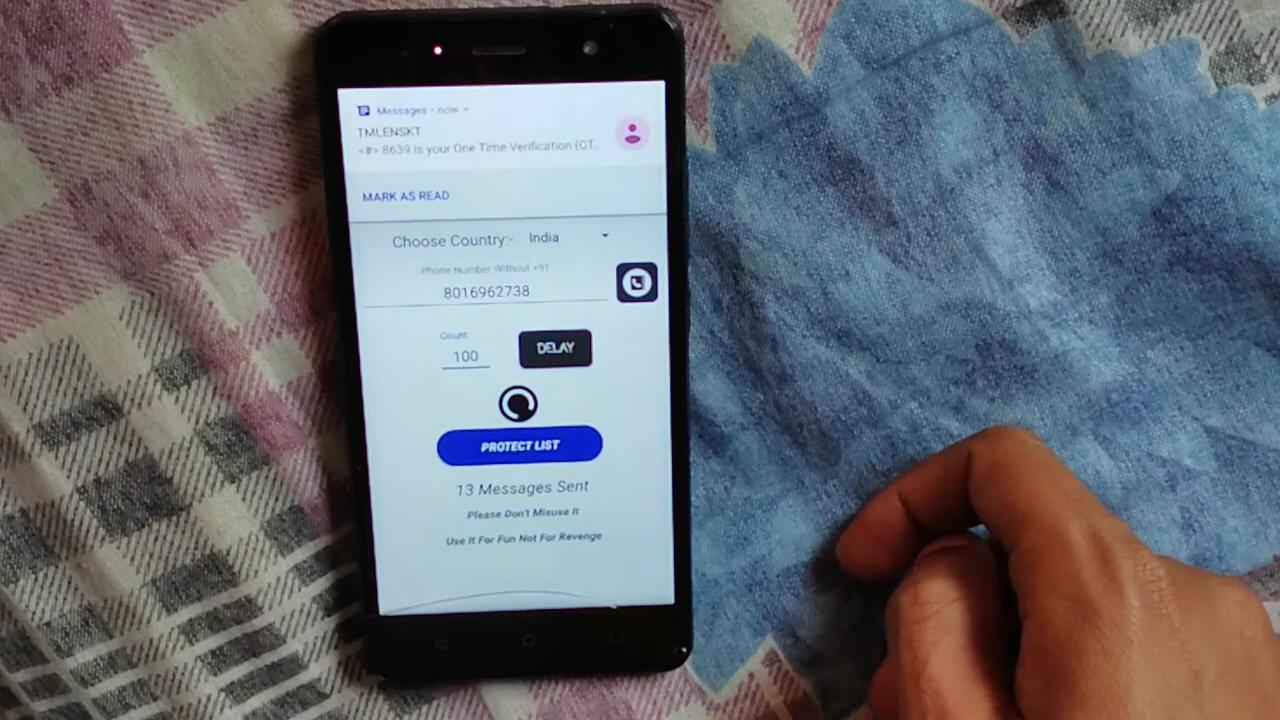 Messages • now
TMLENSKT
<#> 8639 is your One Time Verification (OT..
MARK AS READ
Choose Country:- India
Phone Number Without +91
8016962738
Count
100
DELAY
PROTECT LIST
13 Messages Sent
Please Don't Misuse It
Use It For Fun Not For Revenge